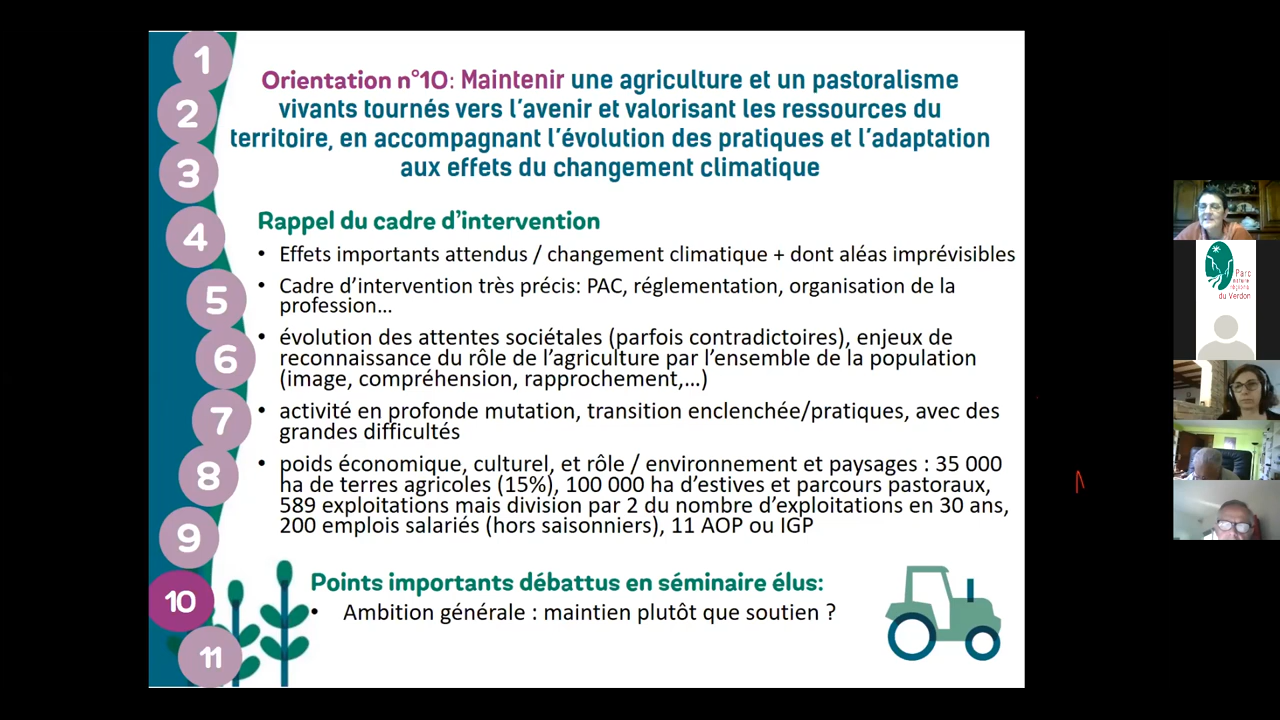 1
2
3
4
5
6
7
8
9
10
11
Orientation n°10: Maintenir une agriculture et un pastoralisme
vivants tournés vers l'avenir et valorisant les ressources du
territoire, en accompagnant l'évolution des pratiques et l'adaptation
aux effets du changement climatique
Rappel du cadre d'intervention
• Effets importants attendus / changement climatique + dont aléas imprévisibles
• Cadre d'intervention très précis: PAC, réglementation, organisation de la
profession…
• évolution des attentes sociétales (parfois contradictoires), enjeux de
reconnaissance du rôle de l'agriculture par l'ensemble de la population
(image, compréhension, rapprochement,…)
• activité en profonde mutation, transition enclenchée/pratiques, avec des
grandes difficultés
• poids économique, culturel, et rôle / environnement et paysages : 35 000
ha de terres agricoles (15%), 100 000 ha d'estives et parcours pastoraux,
589 exploitations mais division par 2 du nombre d'exploitations en 30 ans,
200 emplois salariés (hors saisonniers), 11 AOP ou IGP
Points importants débattus en séminaire élus:
• Ambition générale : maintien plutôt que soutien ?
Parc
naturel
régional
du Verdon